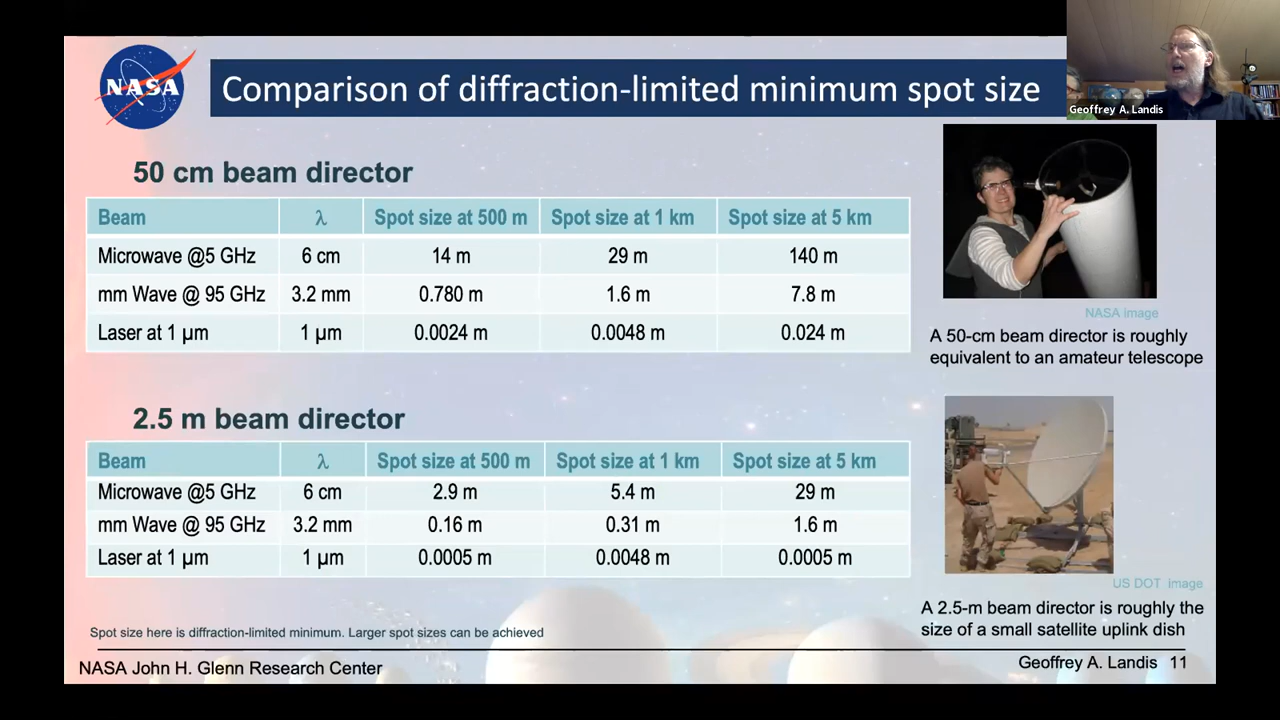 Geoffrey A. Landis
NASA
Comparison of diffraction-limited minimum spot size
50 cm beam director
Beam λ Spot size at 500 m Spot size at 1 km Spot size at 5 km
Microwave @5 GHz 6 cm 14 m 29 m 140 m
mm Wave @ 95 GHz 3.2 mm 0.780 m 1.6 m 7.8 m
Laser at 1 µm 1 µm 0.0024 m 0.0048 m 0.024 m
NASA image
A 50-cm beam director is roughly
equivalent to an amateur telescope
2.5 m beam director
Beam λ Spot size at 500 m Spot size at 1 km Spot size at 5 km
Microwave @5 GHz 6 cm 2.9 m 5.4 m 29 m
mm Wave @ 95 GHz 3.2 mm 0.16 m 0.31 m 1.6 m
Laser at 1 µm 1 µm 0.0005 m 0.0048 m 0.0005 m
US DOT image
A 2.5-m beam director is roughly the
size of a small satellite uplink dish
Spot size here is diffraction-limited minimum. Larger spot sizes can be achieved
NASA John H. Glenn Research Center
Geoffrey A. Landis 11